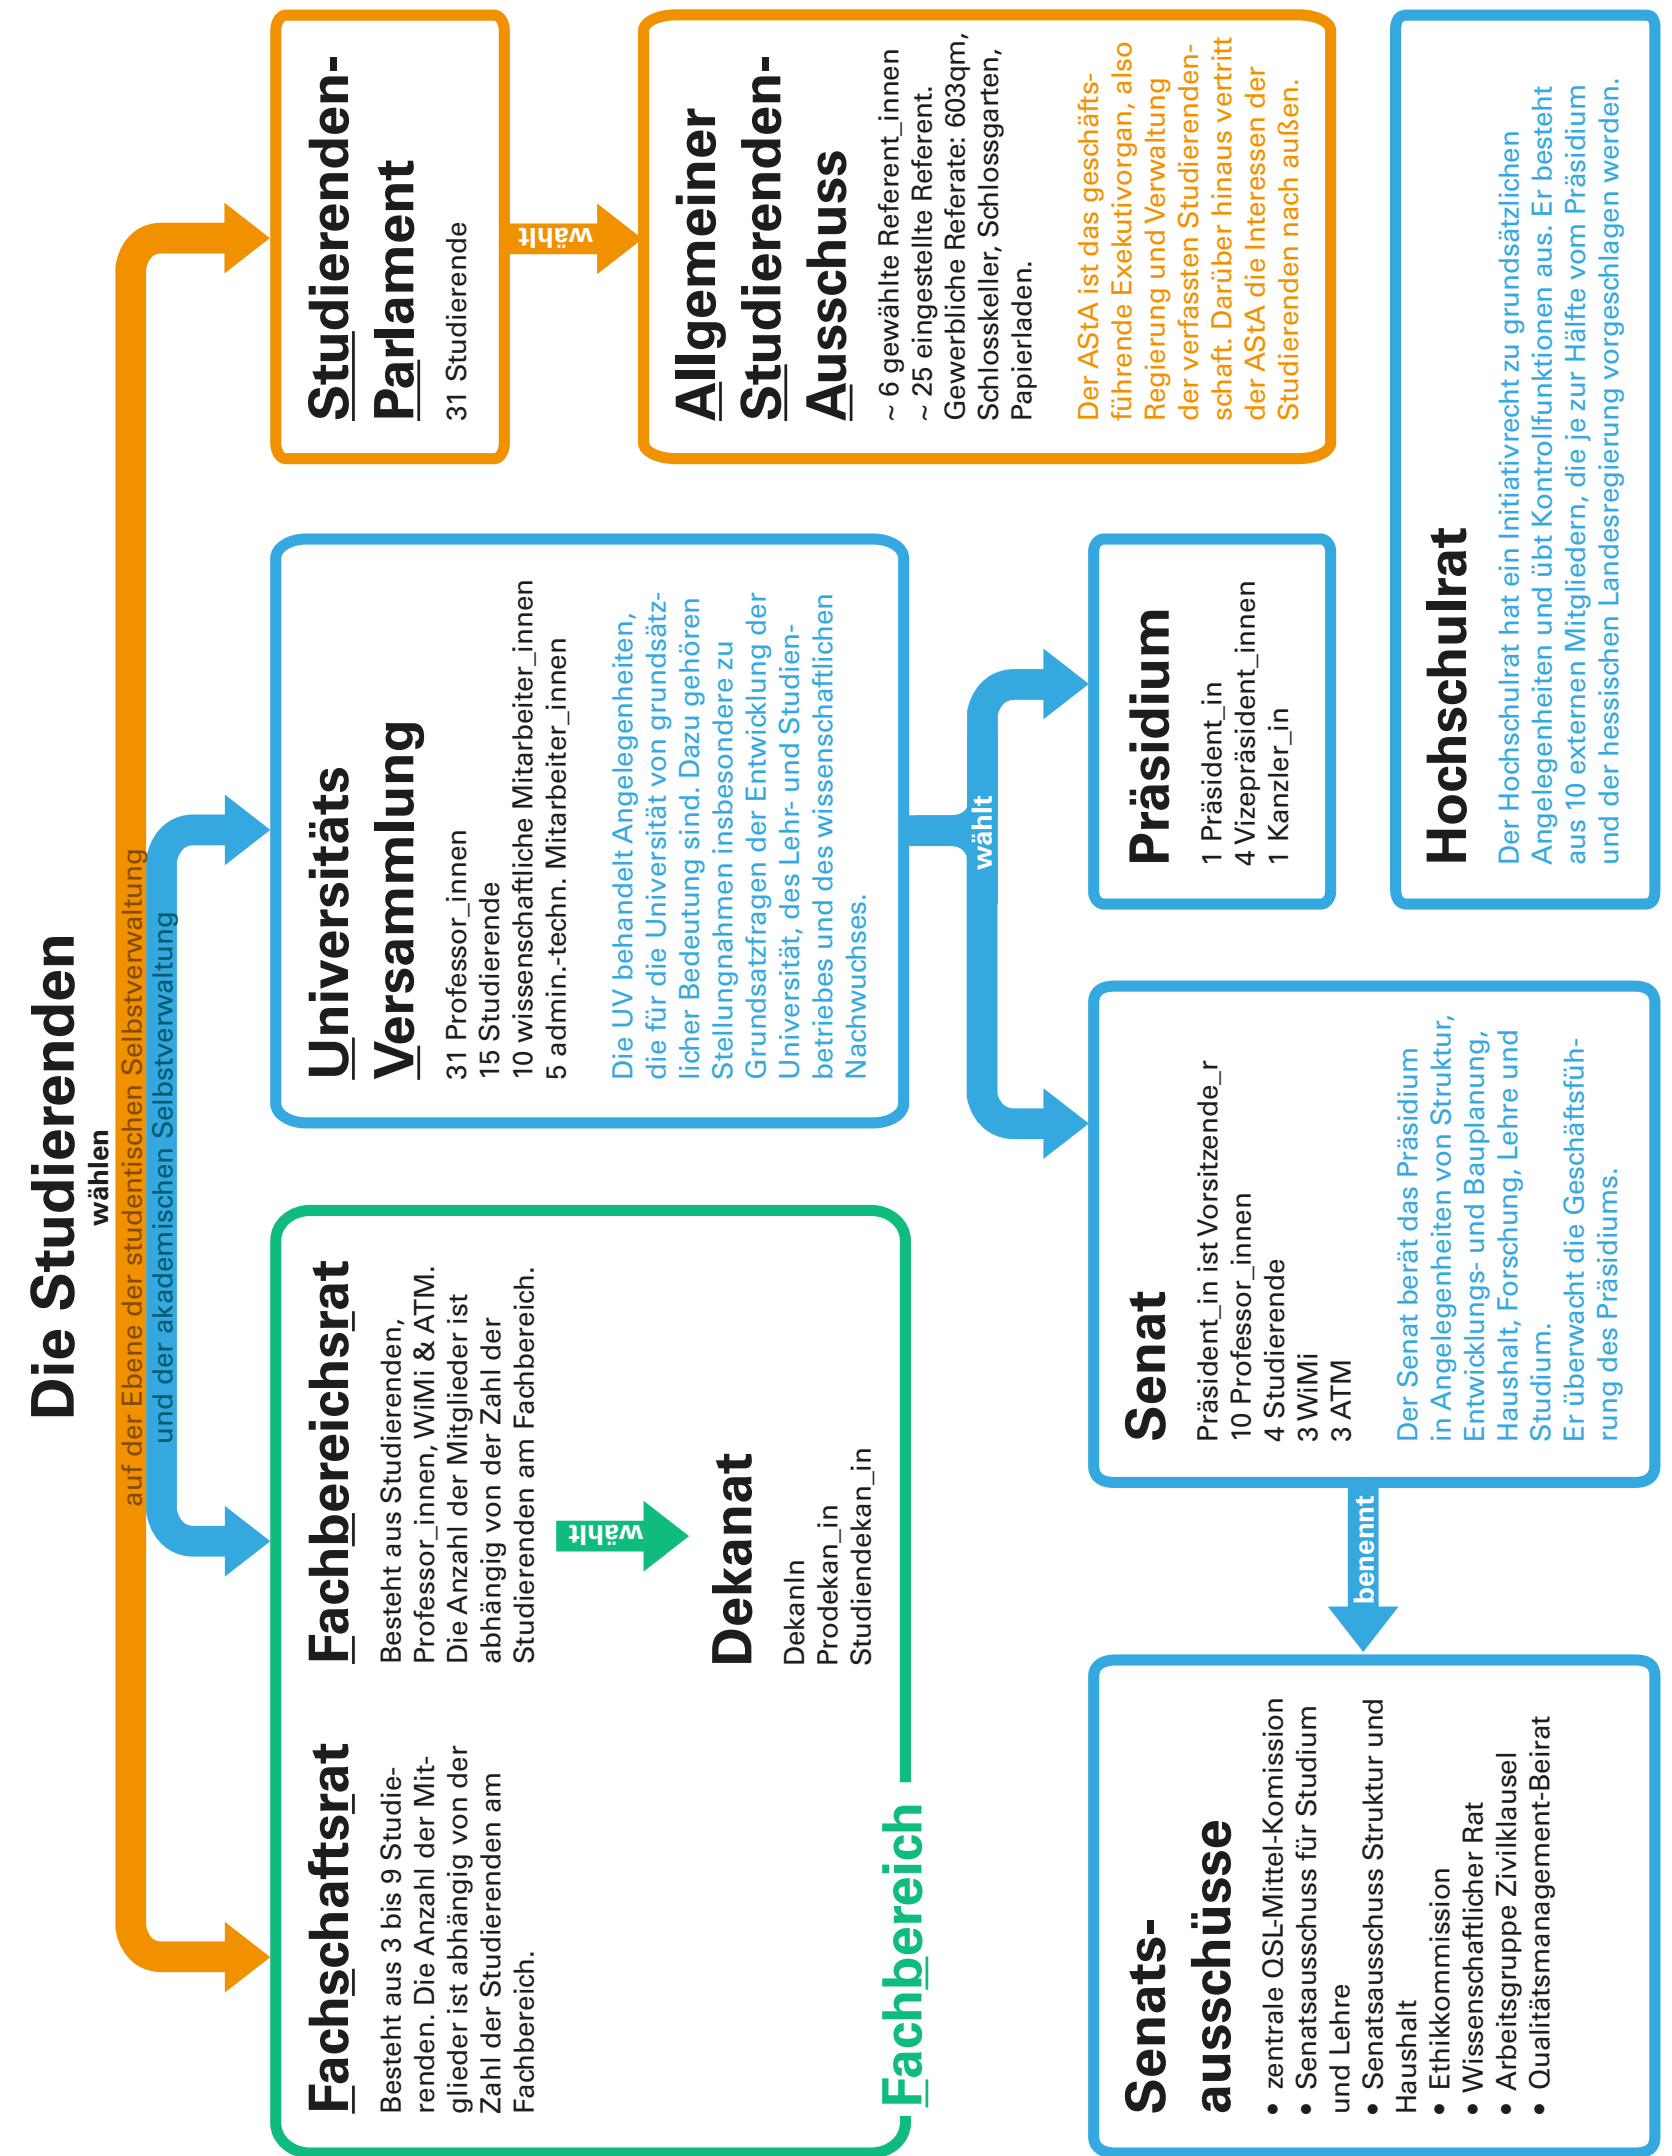 Die Studierenden
wählen
auf der Ebene der studentischen Selbstverwaltung
und der akademischen Selbstverwaltung
Fachschaftsrat
Besteht aus 3 bis 9 Studie-
renden. Die Anzahl der Mit-
glieder ist abhängig von der
Zahl der Studierenden am
Fachbereich.
Fachbereichsrat
Besteht aus Studierenden,
Professor_innen, WiMi & ATM.
Die Anzahl der Mitglieder ist
abhängig von der Zahl der
Studierenden am Fachbereich.
wählt
Dekanat
DekanIn
Prodekan_in
Studiendekan_in
Fachbereich
Universitäts
Versammlung
31 Professor_innen
15 Studierende
10 wissenschaftliche Mitarbeiter_innen
5 admin.-techn. Mitarbeiter_innen
Die UV behandelt Angelegenheiten,
die für die Universität von grundsätz-
licher Bedeutung sind. Dazu gehören
Stellungnahmen insbesondere zu
Grundsatzfragen der Entwicklung der
Universität, des Lehr- und Studien-
betriebes und des wissenschaftlichen
Nachwuchses.
Studierenden-
Parlament
31 Studierende
wählt
Allgemeiner
Studierenden-
Ausschuss
~ 6 gewählte Referent_innen
~ 25 eingestellte Referent.
Gewerbliche Referate: 603qm,
Schlosskeller, Schlossgarten,
Papierladen.
Der AStA ist das geschäfts-
führende Exekutivorgan, also
Regierung und Verwaltung
der verfassten Studierenden-
schaft. Darüber hinaus vertritt
der AStA die Interessen der
Studierenden nach außen.
wählt
Senats-
ausschüsse
• zentrale QSL-Mittel-Komission
• Senatsausschuss für Studium
und Lehre
• Senatsausschuss Struktur und
Haushalt
• Ethikkommission
• Wissenschaftlicher Rat
• Arbeitsgruppe Zivilklausel
• Qualitätsmanagement-Beirat
benennt
Senat
Präsident_in ist Vorsitzende_r
10 Professor_innen
4 Studierende
3 WiMi
3 ATM
Der Senat berät das Präsidium
in Angelegenheiten von Struktur,
Entwicklungs- und Bauplanung,
Haushalt, Forschung, Lehre und
Studium.
Er überwacht die Geschäftsfüh-
rung des Präsidiums.
Präsidium
1 Präsident_in
4 Vizepräsident_innen
1 Kanzler_in
Hochschulrat
Der Hochschulrat hat ein Initiativrecht zu grundsätzlichen
Angelegenheiten und übt Kontrollfunktionen aus. Er besteht
aus 10 externen Mitgliedern, die je zur Hälfte vom Präsidium
und der hessischen Landesregierung vorgeschlagen werden.